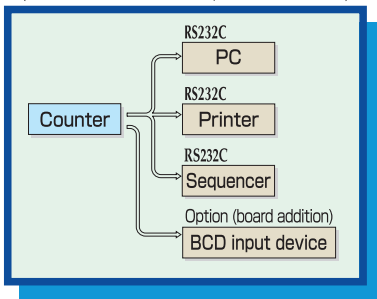 RS232C
PC
RS232C
Counter
Printer
RS232C
Sequencer
Option (board addition)
BCD input device